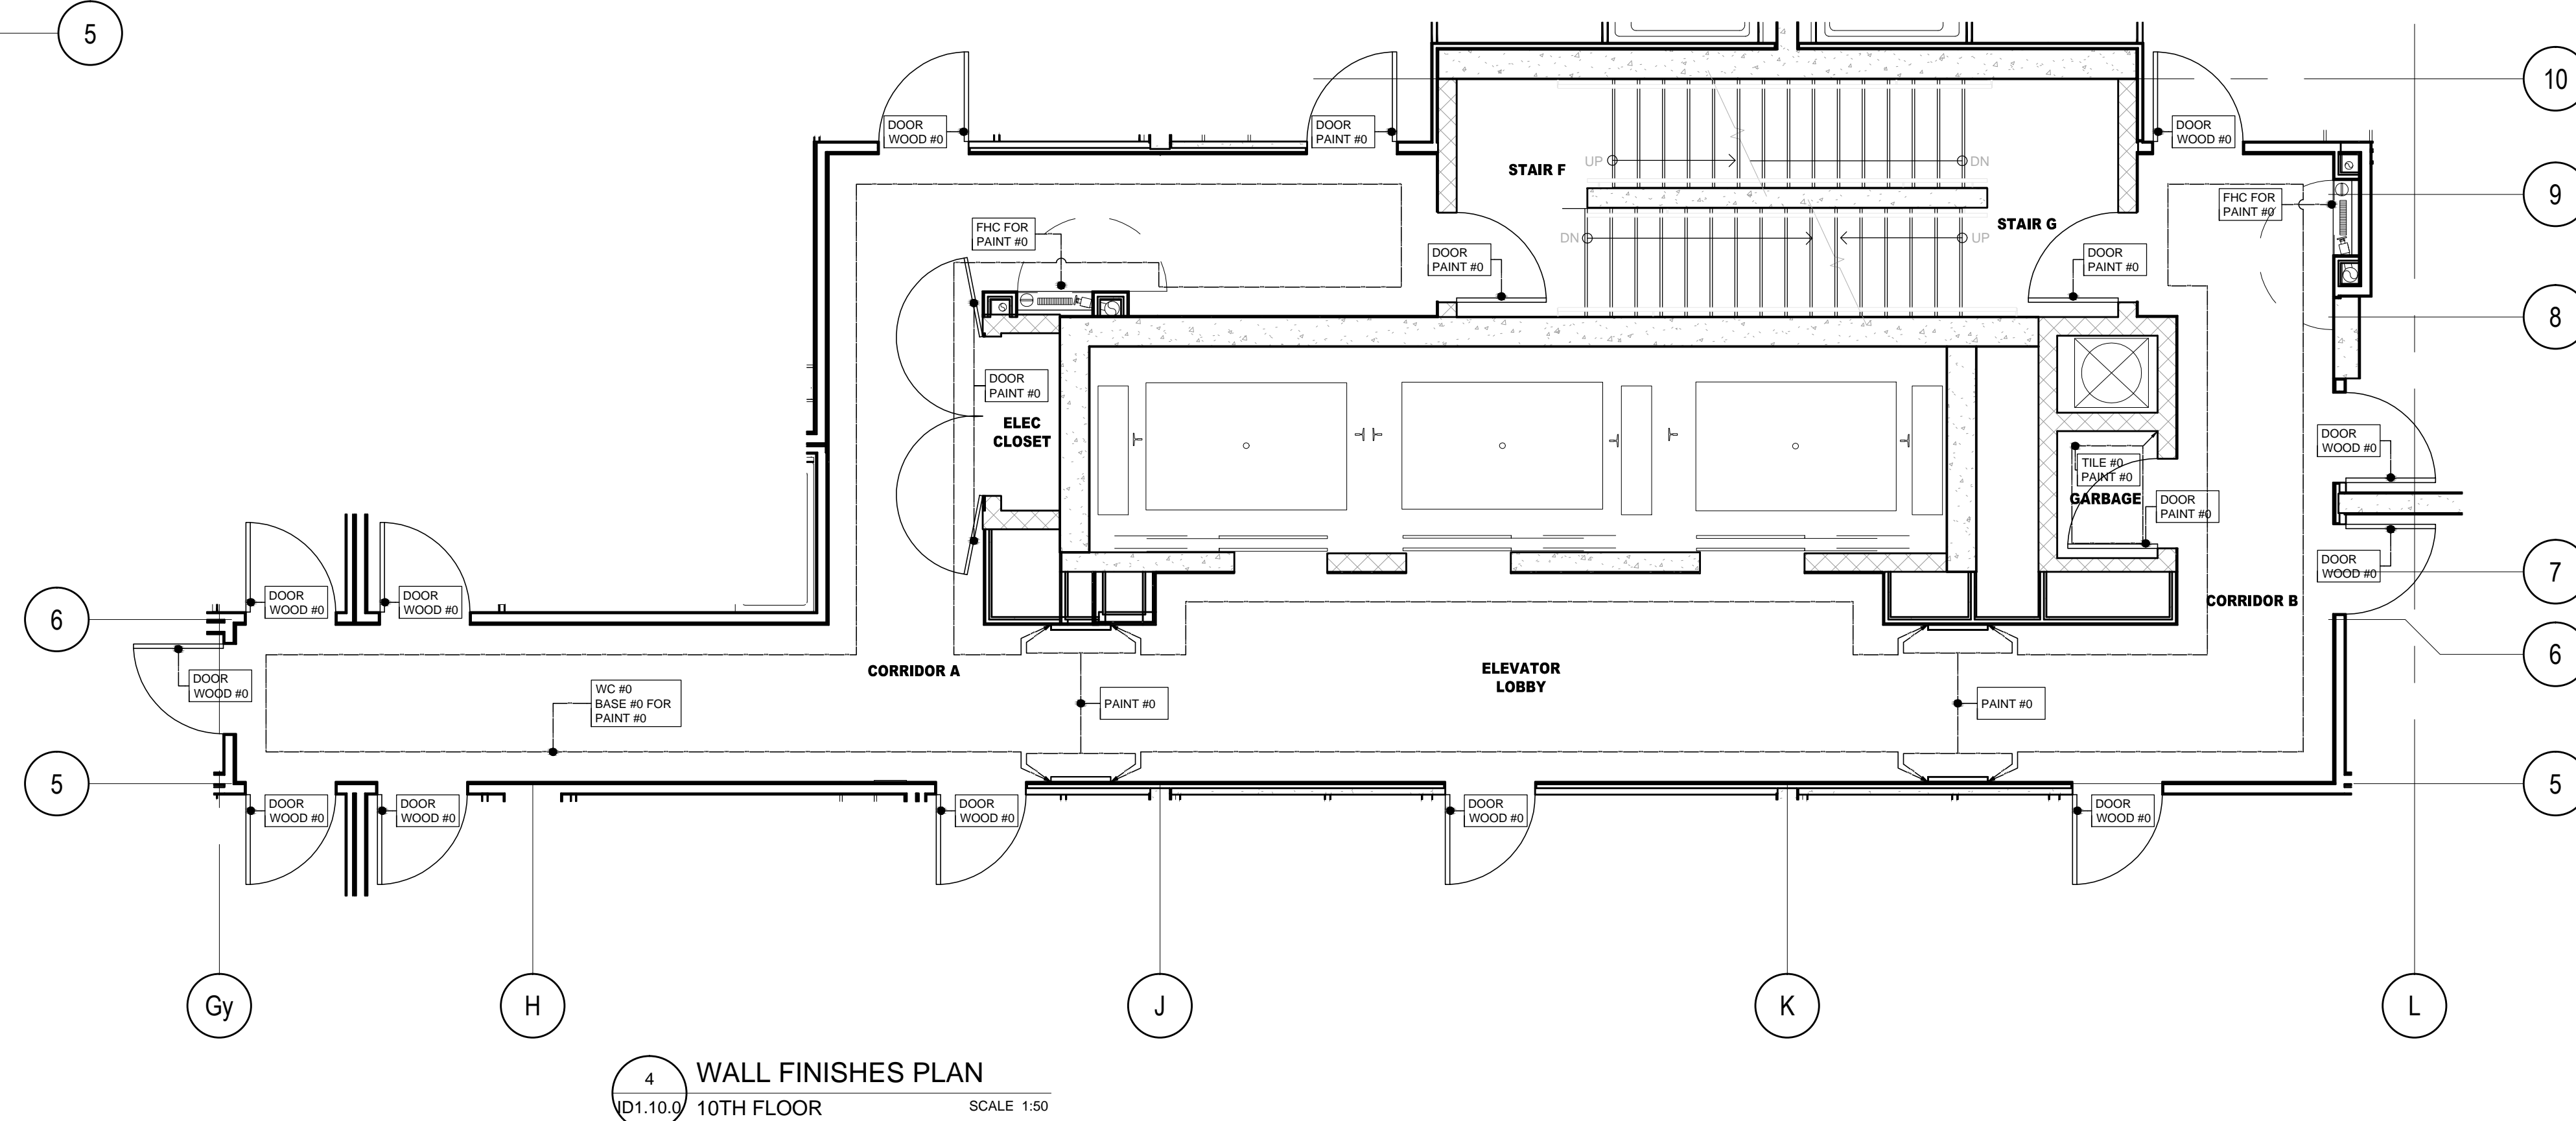 5
10
DOOR
WOOD #0
DOOR
PAINT #0
DOOR
WOOD #0
STAIR F
UP
DN
9
FHC FOR
PAINT #0
FHC FOR
PAINT #0
STAIR G
DN
UP
DOOR
PAINT #0
DOOR
PAINT #0
8
DOOR
PAINT #0
ELEC
CLOSET
DOOR
WOOD #0
TILE #0
PAINT #0
GARBAGE
DOOR
PAINT #0
DOOR
WOOD #0
7
DOOR
WOOD #0
DOOR
WOOD #0
CORRIDOR B
6
6
DOOR
WOOD #0
CORRIDOR A
ELEVATOR
LOBBY
WC #0
BASE #0 FOR
PAINT #0
PAINT #0
PAINT #0
5
5
DOOR
WOOD #0
DOOR
WOOD #0
DOOR
WOOD #0
DOOR
WOOD #0
DOOR
WOOD #0
Gy
H
J
K
L
4
WALL FINISHES PLAN
ID1.10.0
10TH FLOOR
SCALE 1:50